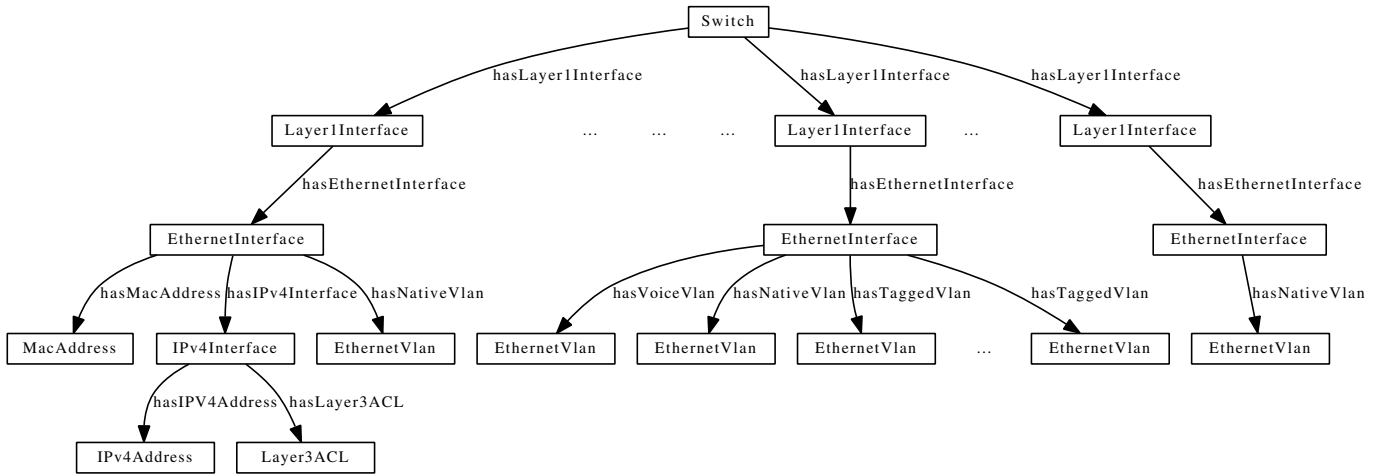 Switch
hasLayer1Interface
hasLayer1Interface
hasLayer1Interface
Layer1Interface
...
...
...
Layer1Interface
...
Layer1Interface
hasEthernetInterface
hasEthernetInterface
hasEthernetInterface
EthernetInterface
EthernetInterface
EthernetInterface
hasMacAddress
hasIPv4Interface
hasNativeVlan
hasVoiceVlan
hasNativeVlan
hasTaggedVlan
hasTaggedVlan
hasNativeVlan
MacAddress
IPv4Interface
EthernetVlan
EthernetVlan
EthernetVlan
EthernetVlan
...
EthernetVlan
EthernetVlan
hasIPV4Address
hasLayer3ACL
IPv4Address
Layer3ACL